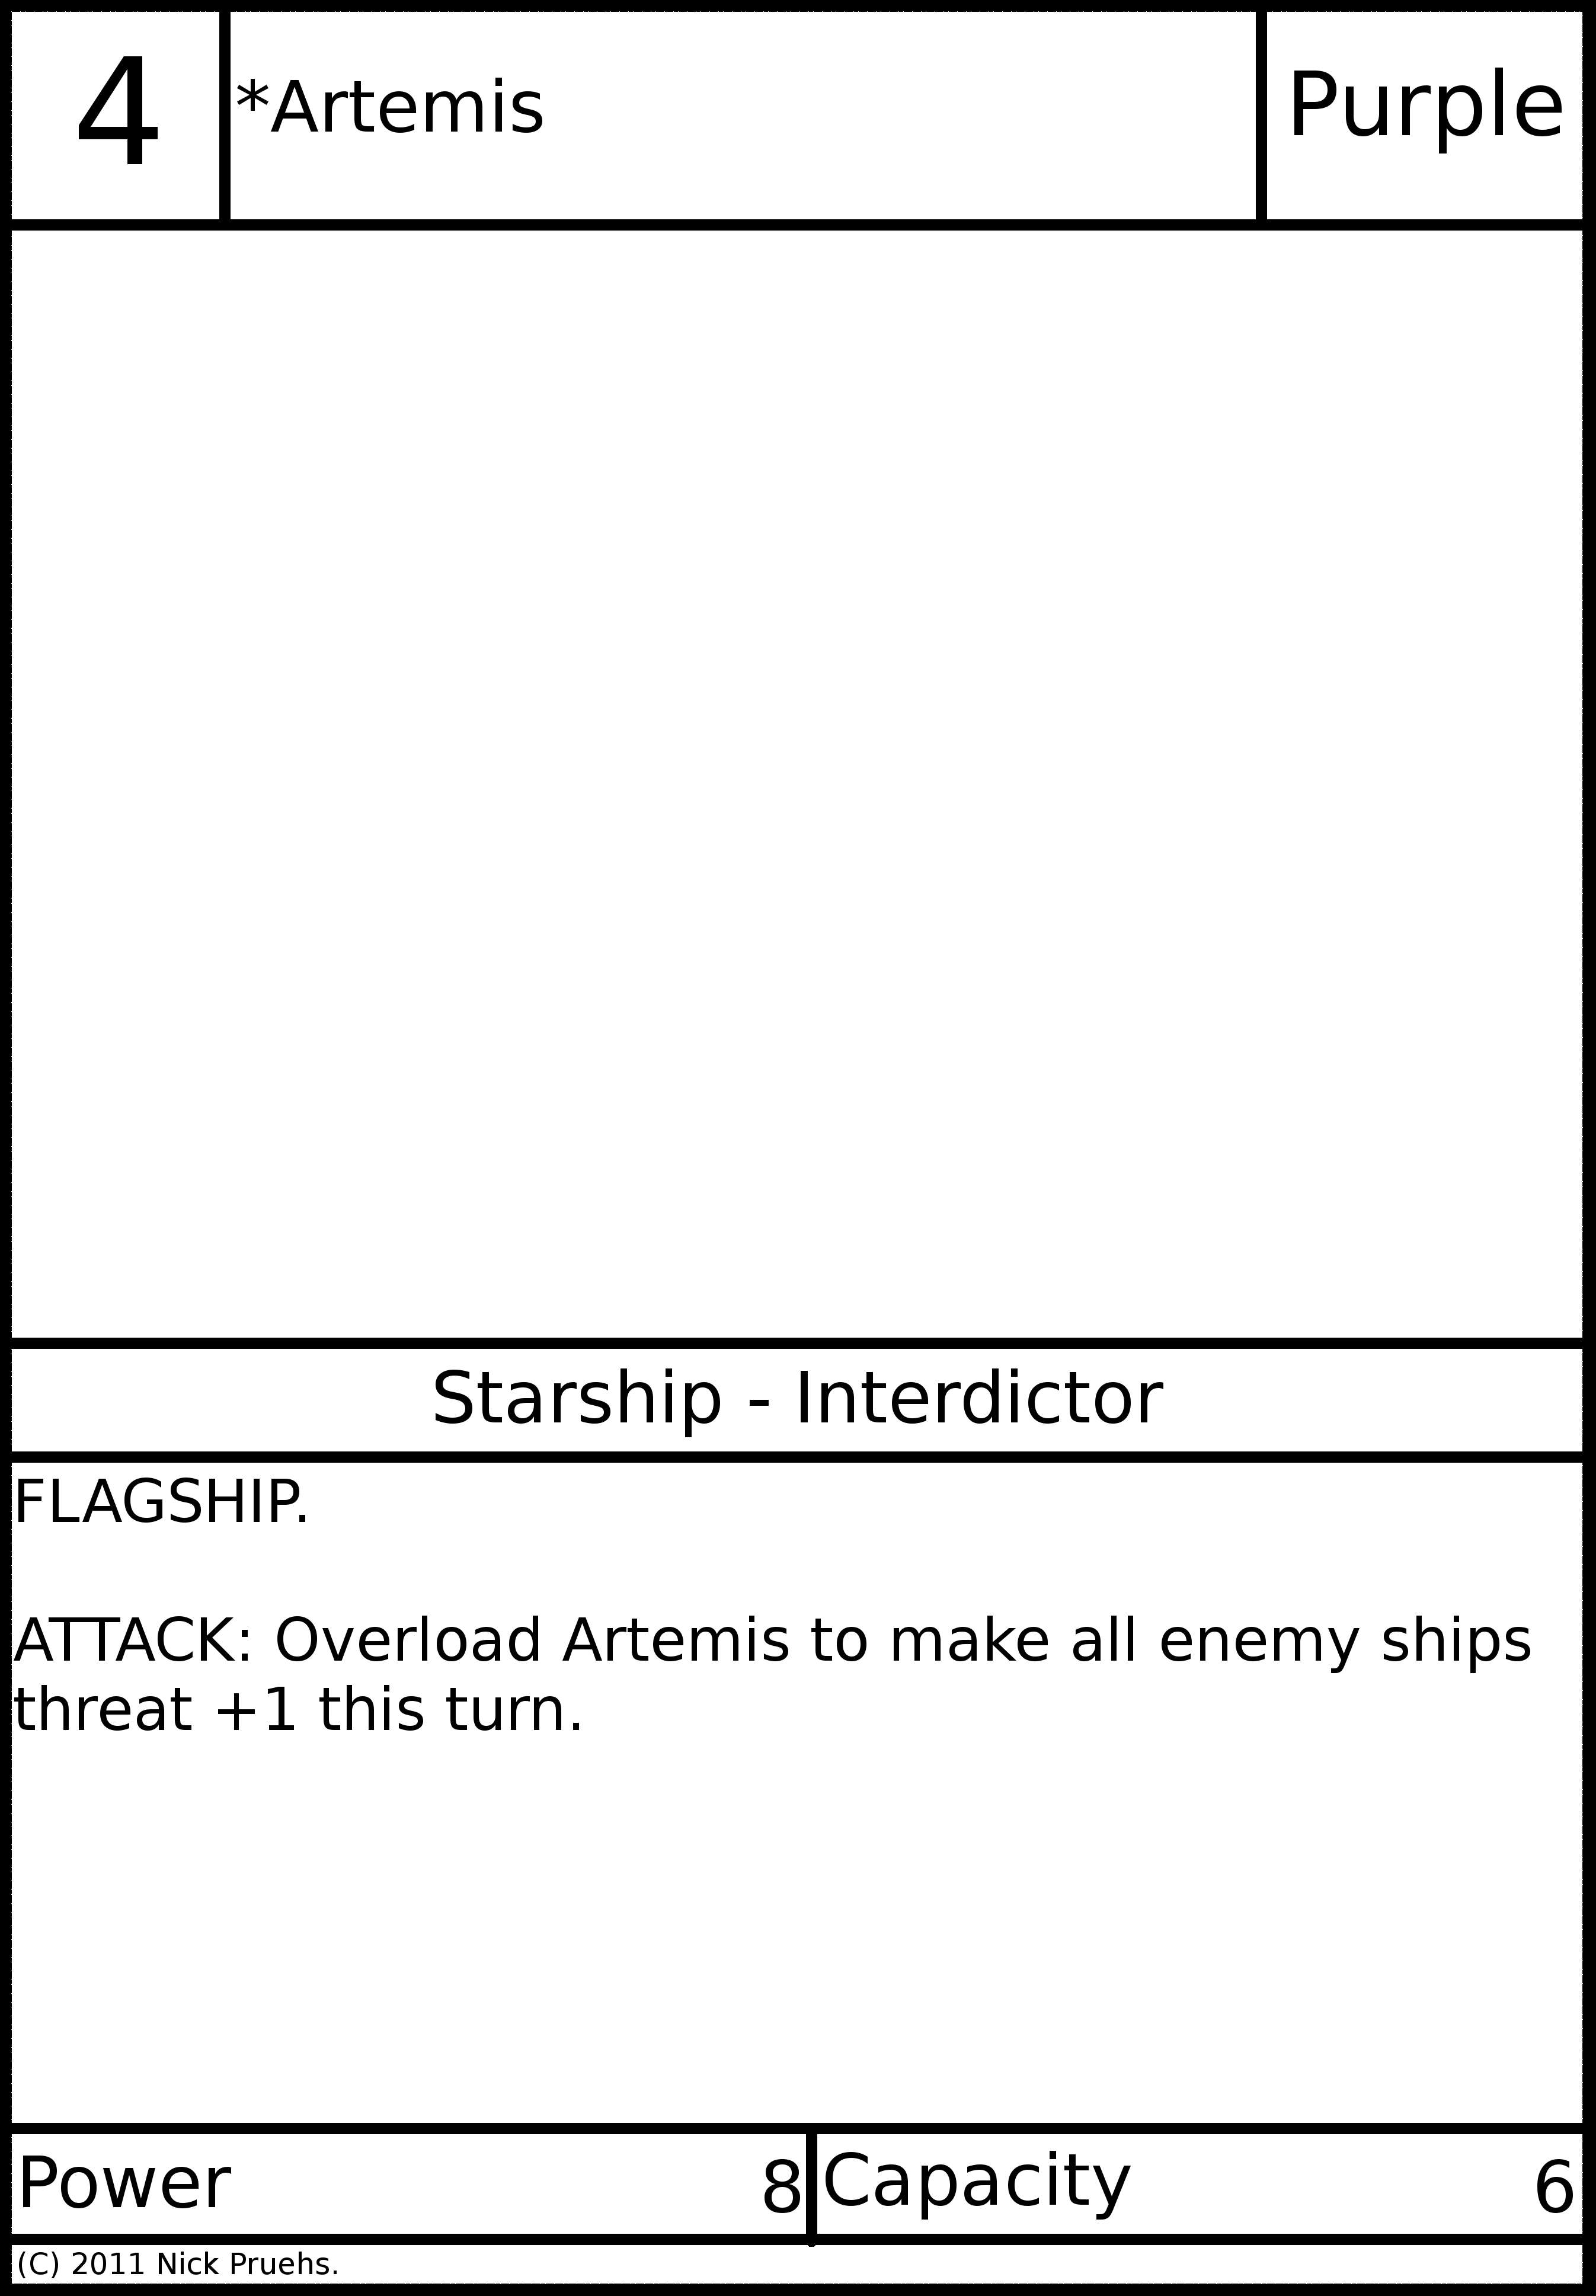 4
*Artemis
Purple
Starship - Interdictor
FLAGSHIP.
ATTACK: Overload Artemis to make all enemy ships
threat +1 this turn.
Power 8
Capacity 6
(C) 2011 Nick Pruehs.